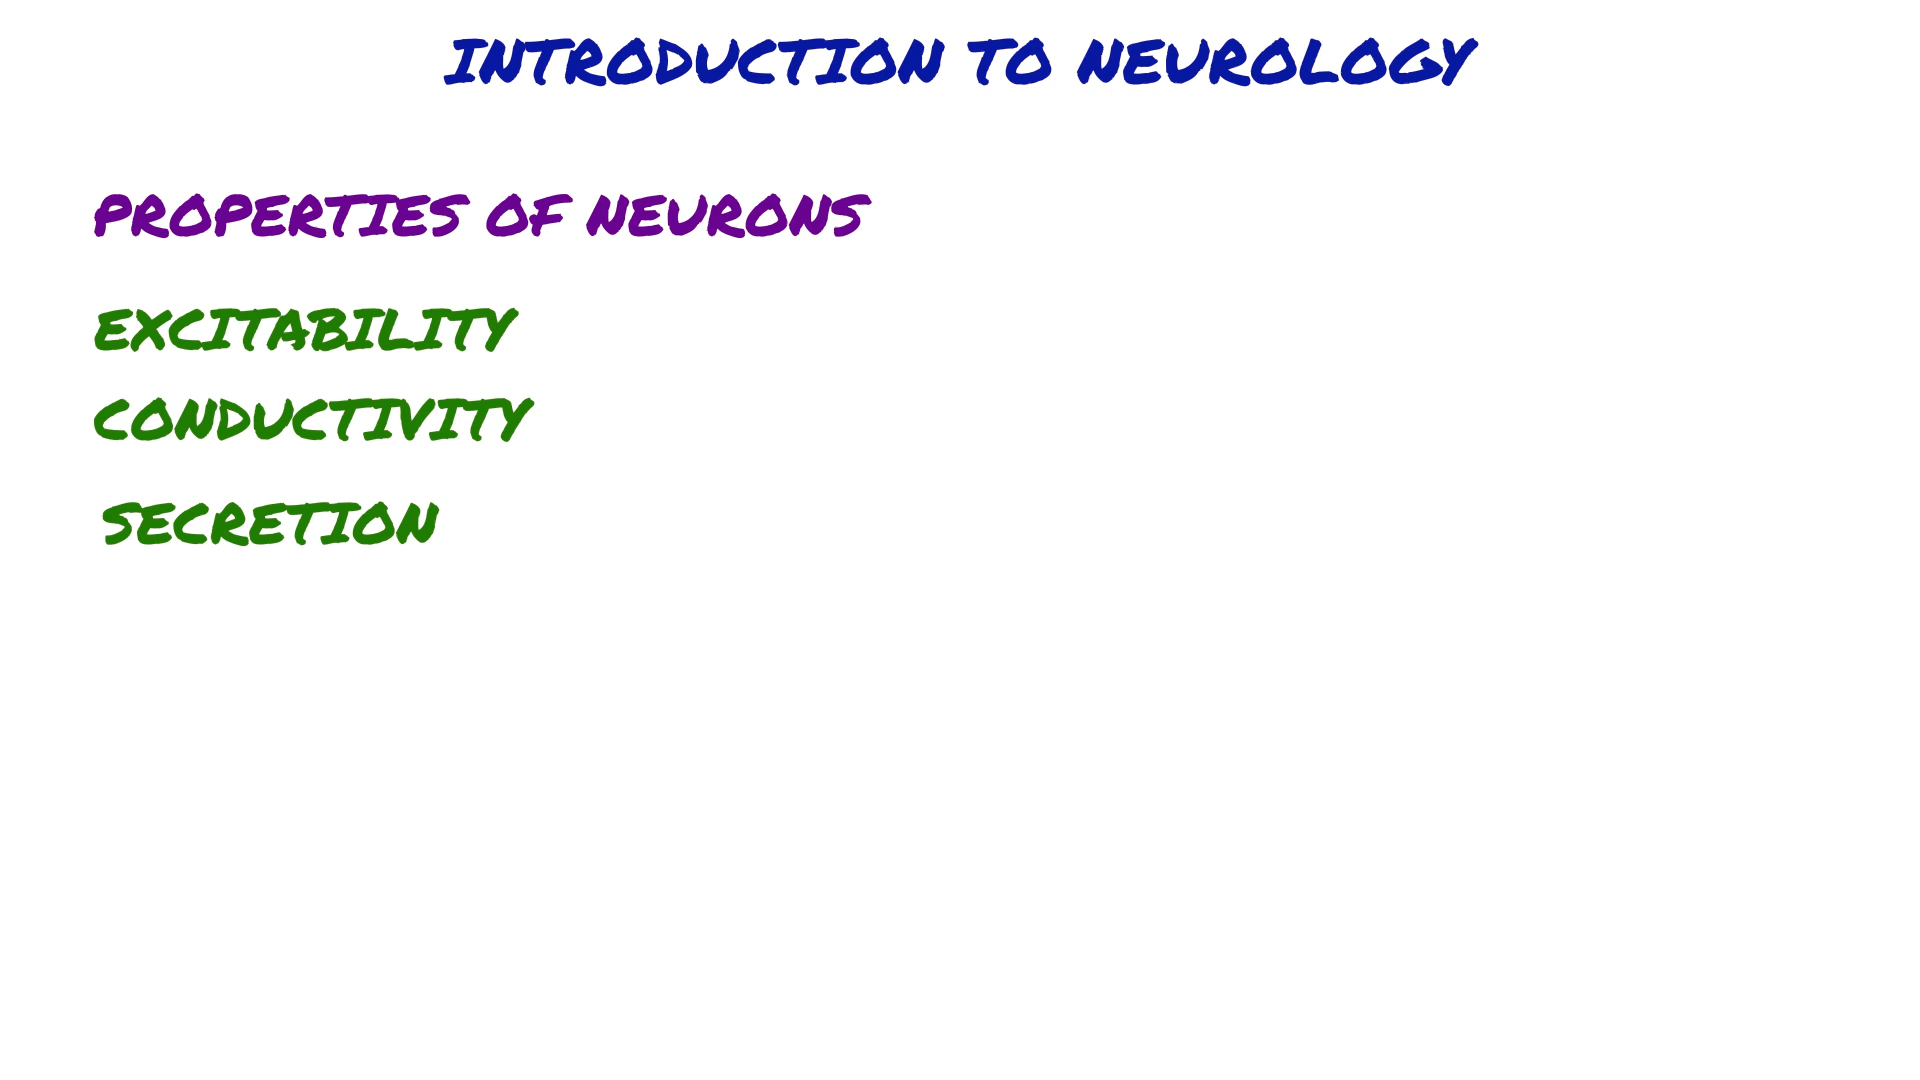 INTRODUCTION TO NEUROLOGY
PROPERTIES OF NEURONS
EXCITABILITY
CONDUCTIVITY
SECRETION